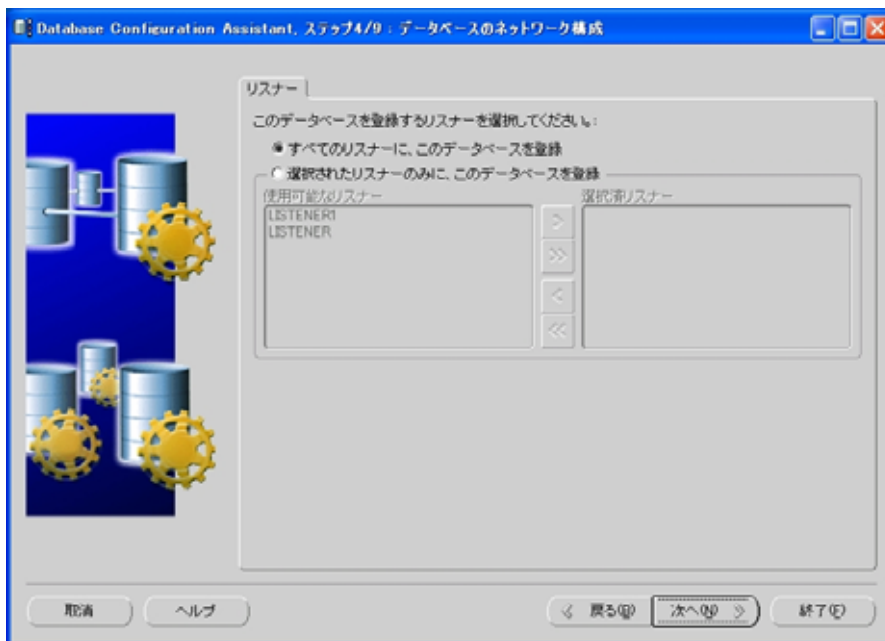 Database Configuration Assistant, ステップ4/9 : データベースのネットワーク構成
リスナー
このデータベースを登録するリスナーを選択してください。:
すべてのリスナーに、このデータベースを登録
選択されたリスナーのみに、このデータベースを登録
使用可能なリスナー
選択済リスナー
LISTENER1
LISTENER
>
>>
<
<<
取消
ヘルプ
戻る(B)
次へ(N)
終了(F)